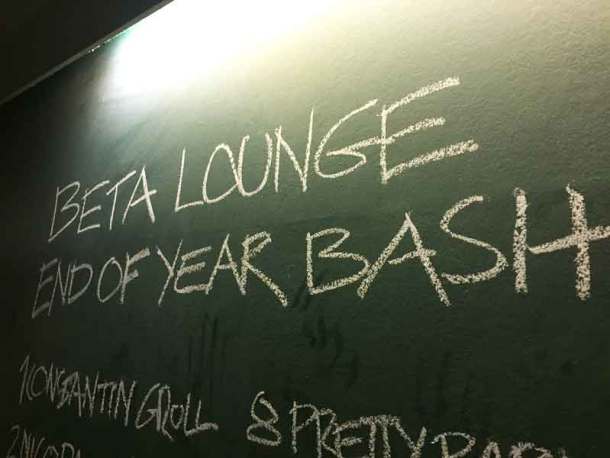 BETA LOUNGE
END OF YEAR BASH
1 KONSTANTIN GROLL 8 PRETTY